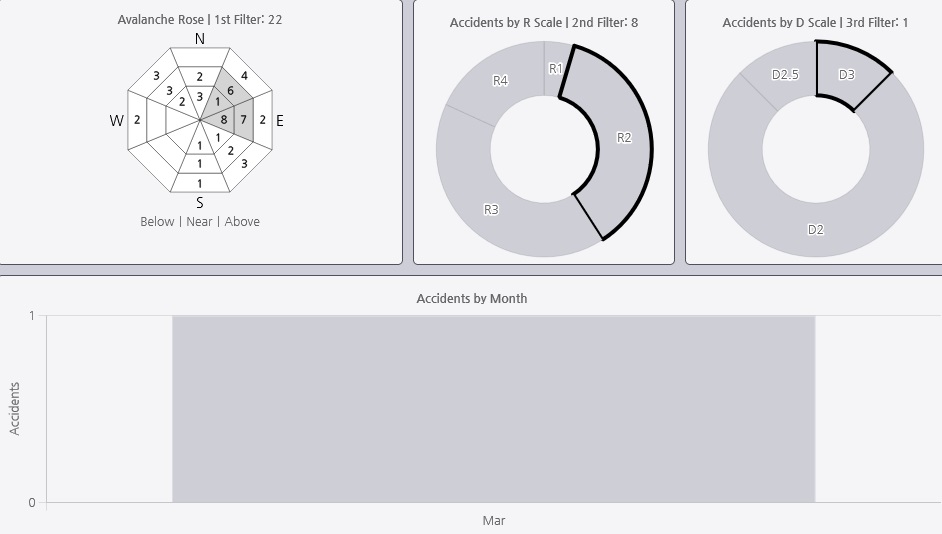 Avalanche Rose | 1st Filter: 22
N
3 2 4
3 3 6
2 1
W 2 8 7 2 E
1 1 2
1 3
1
S
Below | Near | Above
Accidents by R Scale | 2nd Filter: 8
R1
R4
R2
R3
Accidents by D Scale | 3rd Filter: 1
D2.5 D3
D2
Accidents by Month
1
Accidents
0
Mar